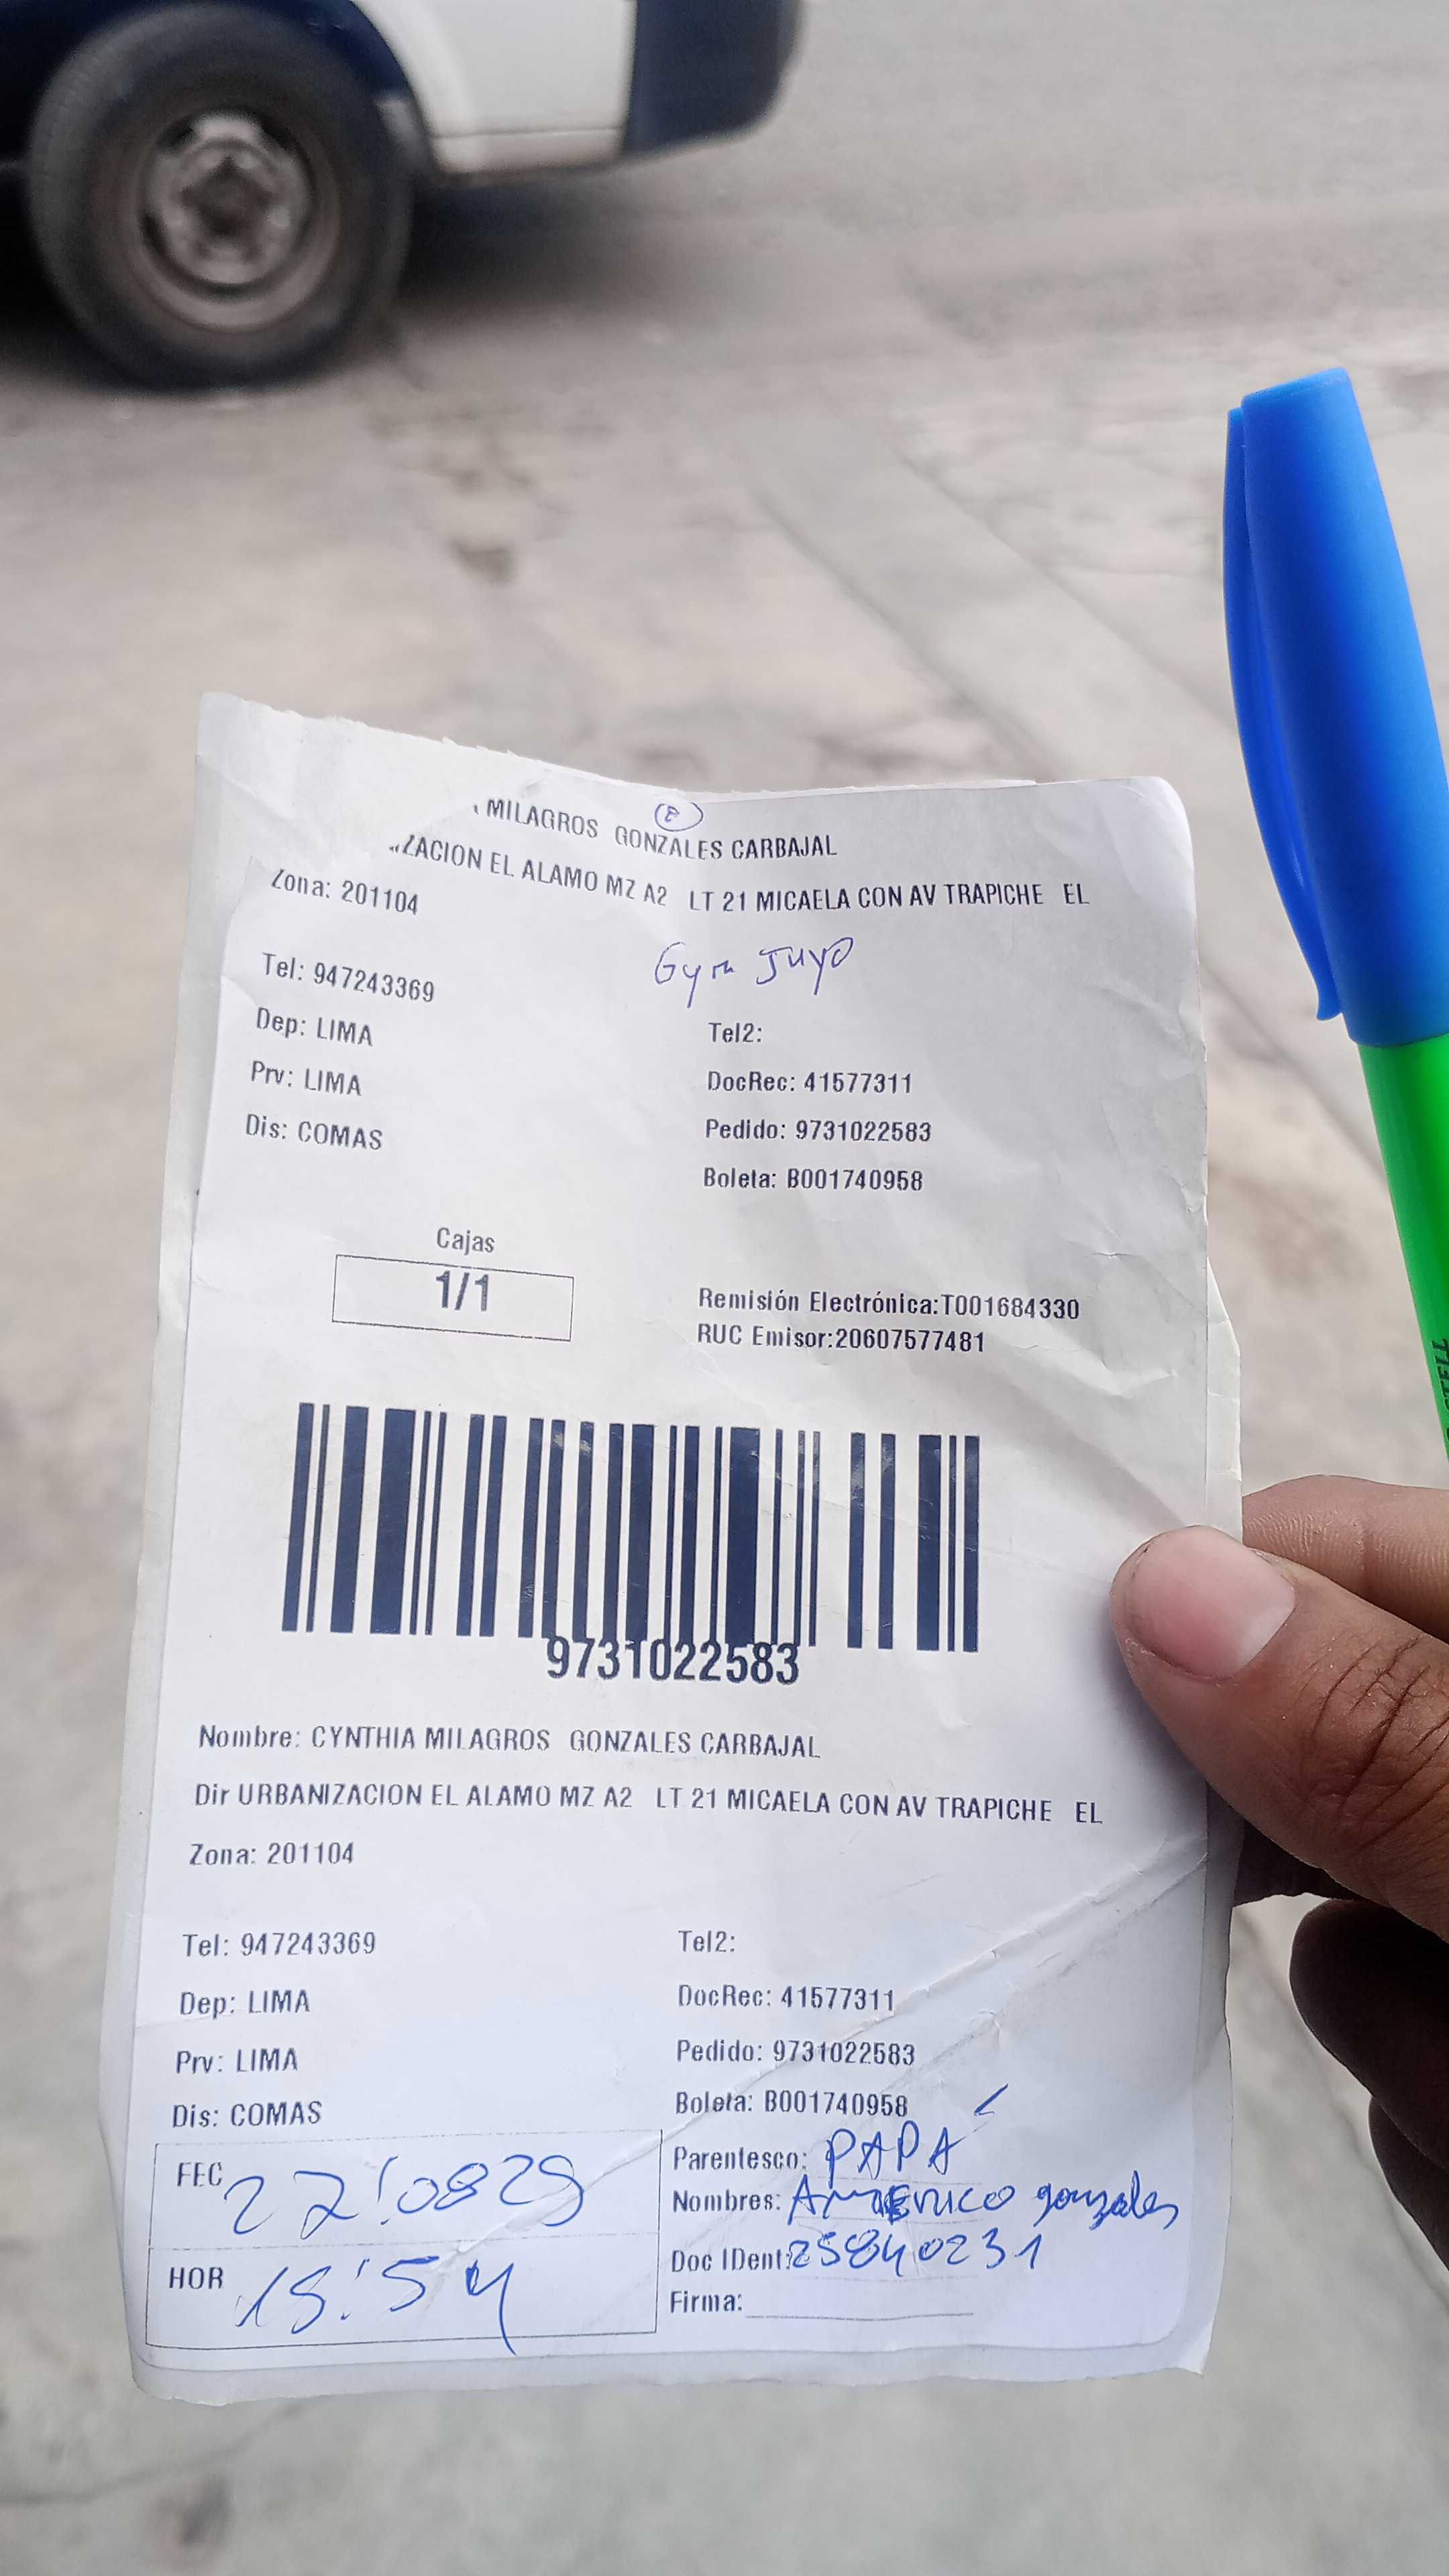 MILAGROS GONZALES CARBAJAL
ZACION EL ALAMO MZ A2 LT 21 MICAELA CON AV TRAPICHE EL
Zona: 201104
Gym
Tel: 947243369
Tel2:
Dep: LIMA
DocRec: 41577311
Prv: LIMA
Pedido: 9731022583
Dis: COMAS
Boleta: B001740958
Cajas
1/1
Remisión Electrónica:T001684330
RUC Emisor:20607577481
9731022583
Nombre: CYNTHIA MILAGROS GONZALES CARBAJAL
Dir URBANIZACION EL ALAMO MZ A2 LT 21 MICAELA CON AV TRAPICHE EL
Zona: 201104
Tel: 947243369
Tel2:
Dep: LIMA
DocRec: 41577311
Prv: LIMA
Pedido: 9731022583
Dis: COMAS
Boleta: B001740958
FEC
Parentesco: PAPA
Nombres: AMERICO gonzales
HOR
Doc IDent: 25840231
Firma: